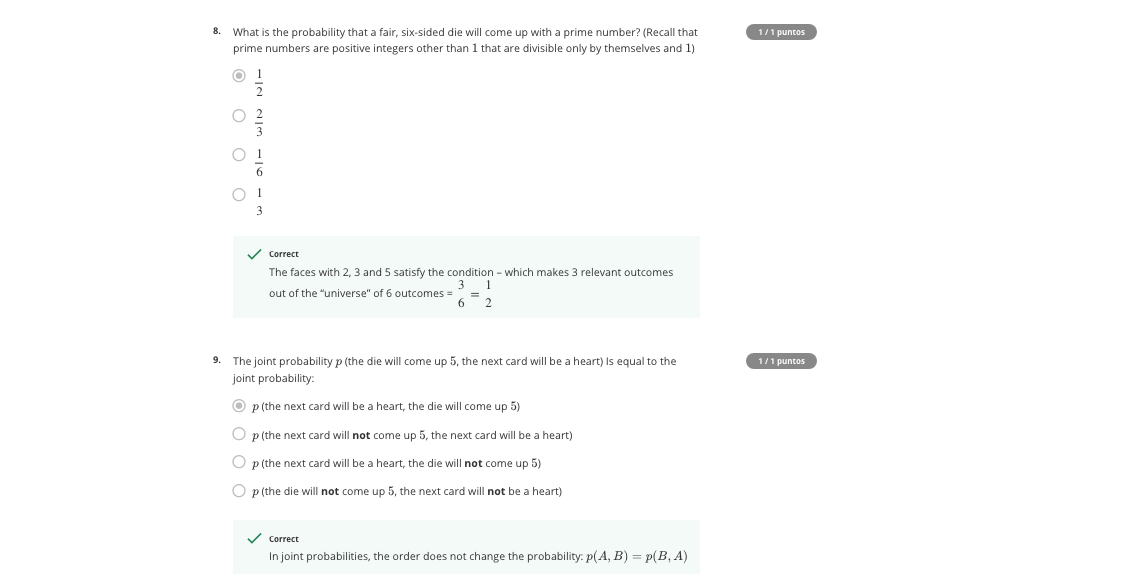 8. What is the probability that a fair, six-sided die will come up with a prime number? (Recall that
prime numbers are positive integers other than 1 that are divisible only by themselves and 1)
1 / 1 puntos
1
2
2
3
1
6
1
3
Correct
The faces with 2, 3 and 5 satisfy the condition – which makes 3 relevant outcomes
out of the “universe” of 6 outcomes = 3/6 = 1/2
9. The joint probability p (the die will come up 5, the next card will be a heart) Is equal to the
joint probability:
1 / 1 puntos
p (the next card will be a heart, the die will come up 5)
p (the next card will not come up 5, the next card will be a heart)
p (the next card will be a heart, the die will not come up 5)
p (the die will not come up 5, the next card will not be a heart)
Correct
In joint probabilities, the order does not change the probability: p(A, B) = p(B, A)